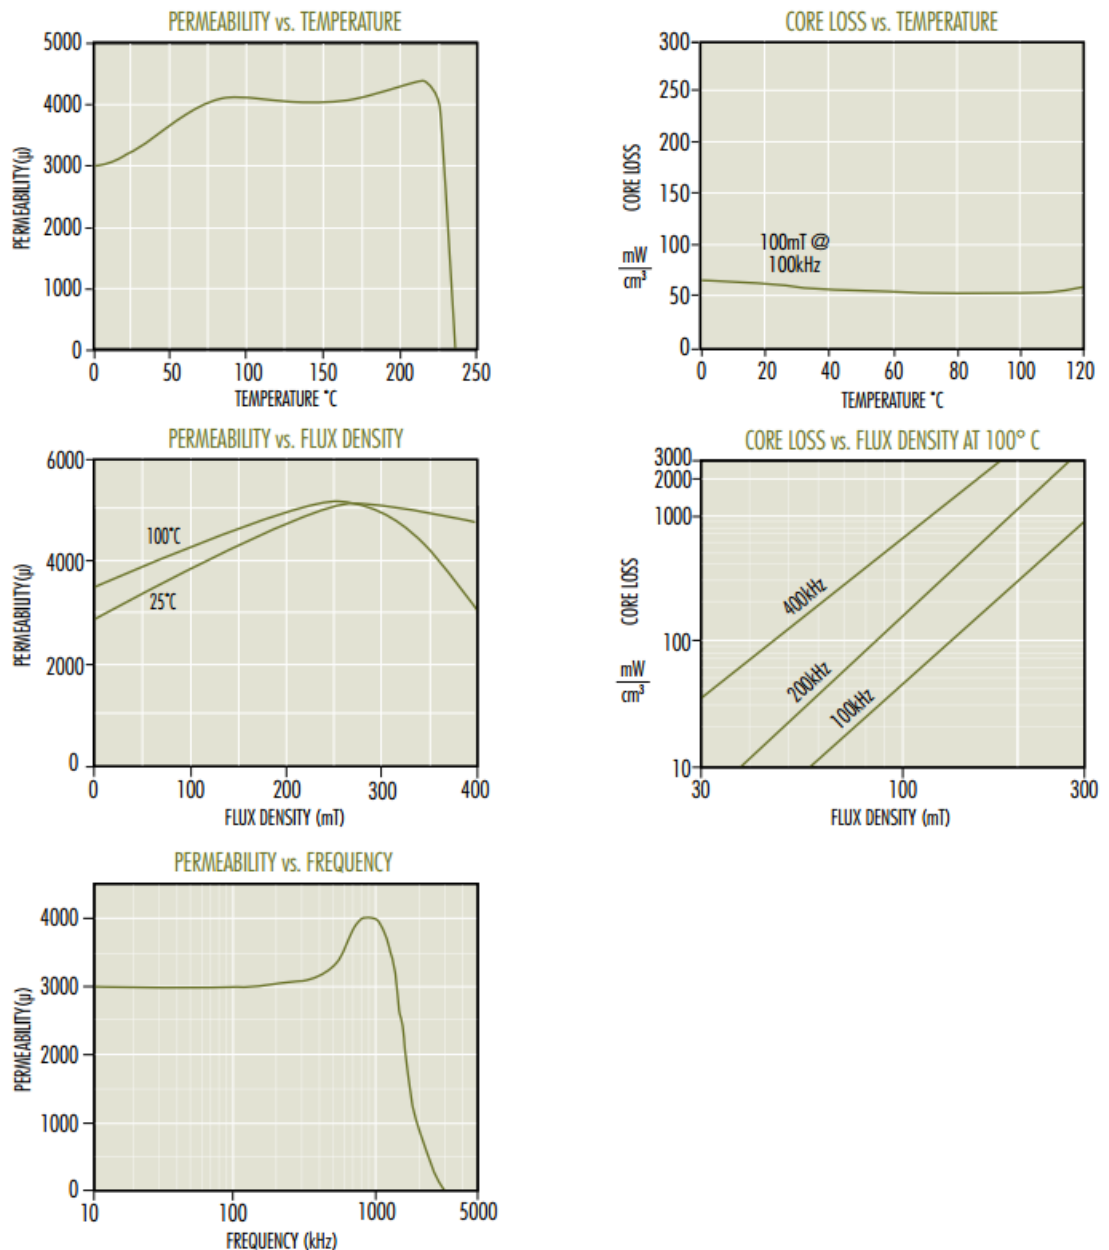 PERMEABILITY vs. TEMPERATURE
5000
4000
3000
2000
1000
0
PERMEABILITY(µ)
0 50 100 150 200 250
TEMPERATURE °C
CORE LOSS vs. TEMPERATURE
300
250
200
150
100
50
0
CORE LOSS
mW
cm³
100mT @
100kHz
0 20 40 60 80 100 120
TEMPERATURE °C
PERMEABILITY vs. FLUX DENSITY
6000
4000
2000
0
PERMEABILITY(µ)
100°C
25°C
0 100 200 300 400
FLUX DENSITY (mT)
CORE LOSS vs. FLUX DENSITY AT 100° C
3000
2000
1000
100
10
CORE LOSS
mW
cm³
400kHz
200kHz
100kHz
30 100 300
FLUX DENSITY (mT)
PERMEABILITY vs. FREQUENCY
4000
3000
2000
1000
0
PERMEABILITY(µ)
10 100 1000 5000
FREQUENCY (kHz)